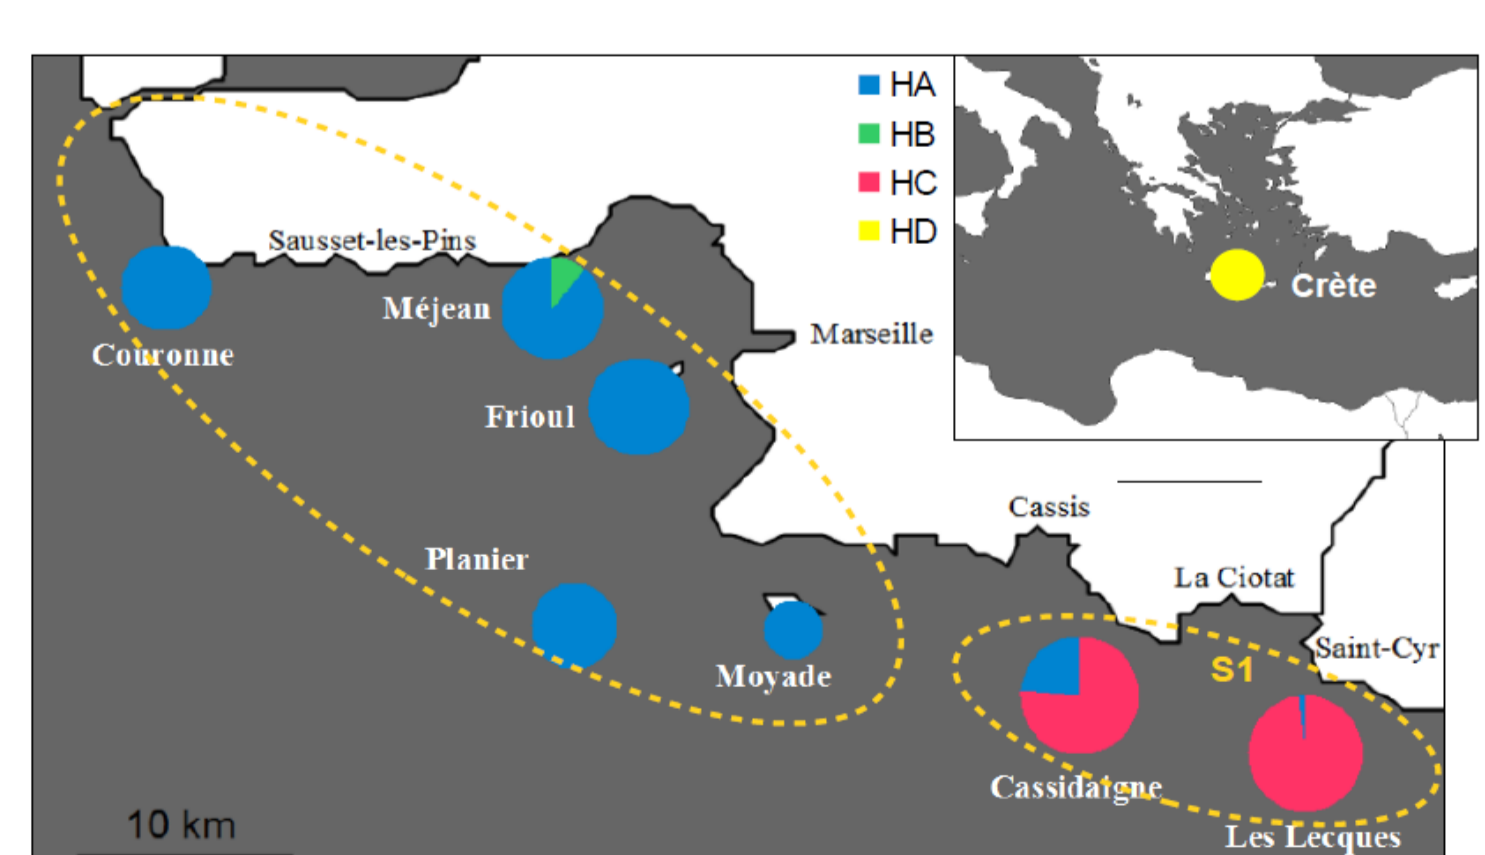 HA
HB
HC
HD
Crète
Sausset-les-Pins
Méjean
Couronne
Marseille
Frioul
Cassis
Planier
La Ciotat
Saint-Cyr
S1
Moyade
Cassidaigne
10 km
Les Lecques